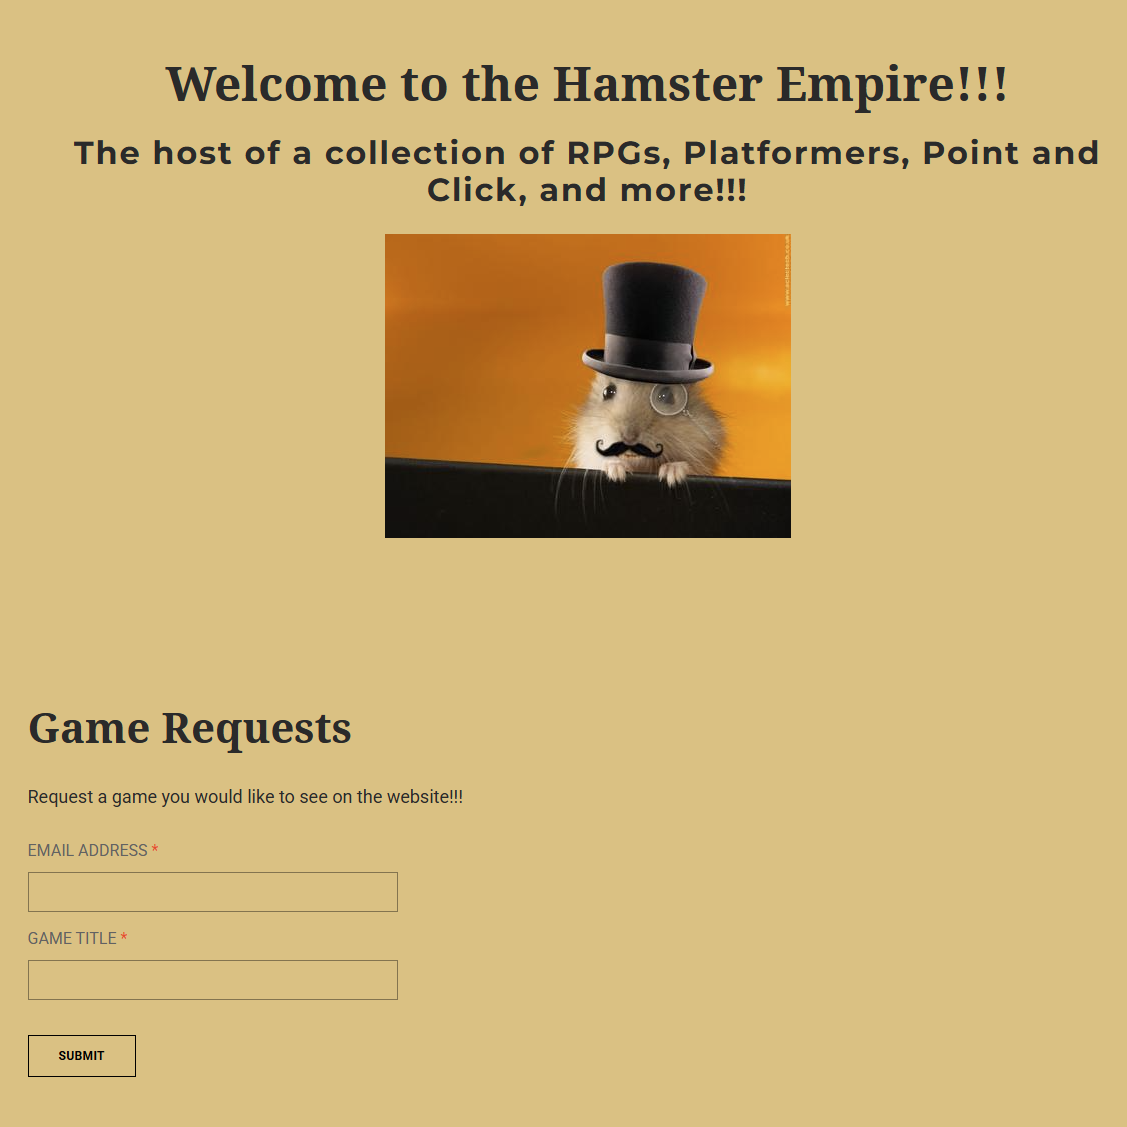 Welcome to the Hamster Empire!!!
The host of a collection of RPGs, Platformers, Point and
Click, and more!!!
Game Requests
Request a game you would like to see on the website!!!
EMAIL ADDRESS *
GAME TITLE *
SUBMIT